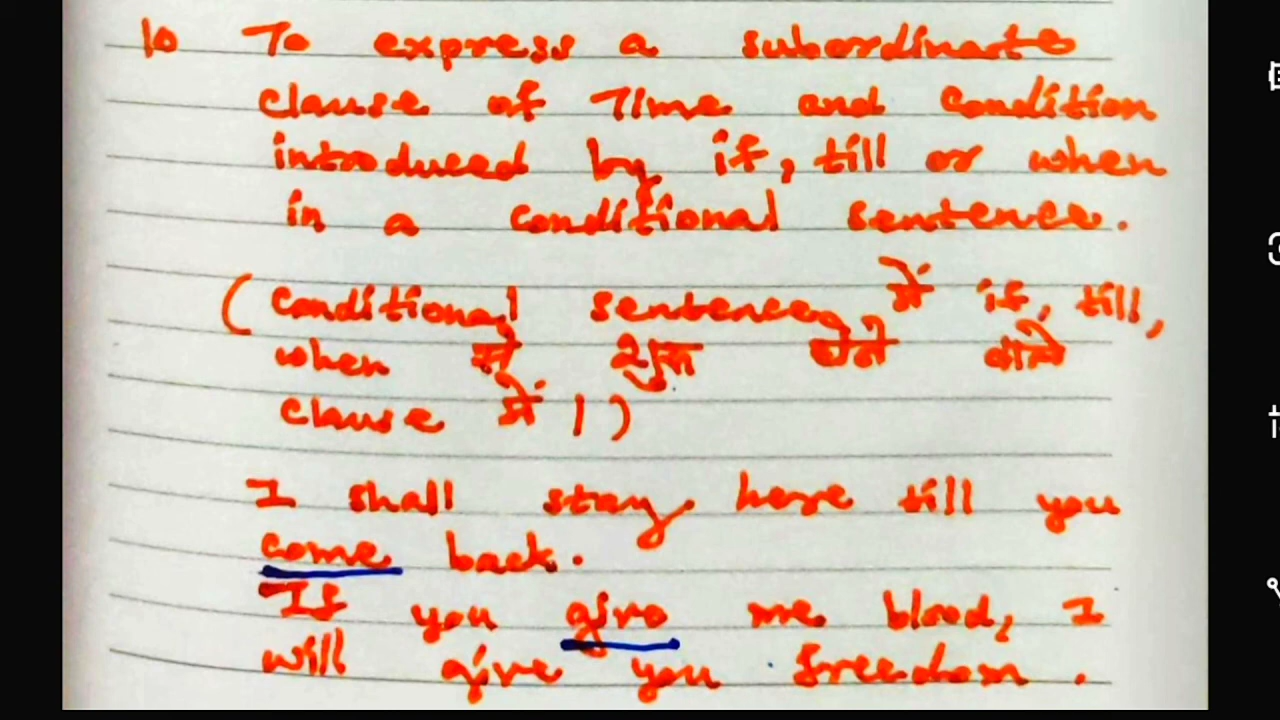 10 To express a subordinate
clause of Time and Condition
introduced by if, till or when
in a conditional sentence.
(Conditional sentence में if, till,
when से शुरू होने वाले
clause में ।)
I shall stay here till you
come back.
If you give me blood, I
will give you freedom.